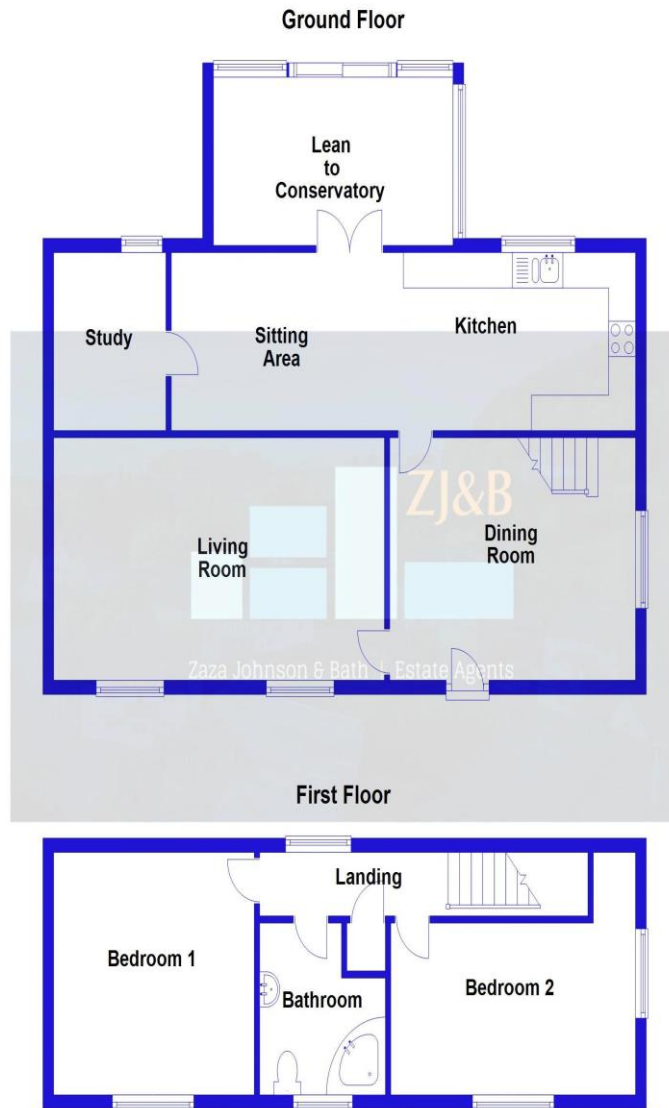 Ground Floor
Lean
to
Conservatory
Study
Sitting
Area
Kitchen
ZJ&B
Living
Room
Dining
Room
Zaza Johnson & Bath | Estate Agents
First Floor
Landing
Bedroom 1
Bathroom
Bedroom 2